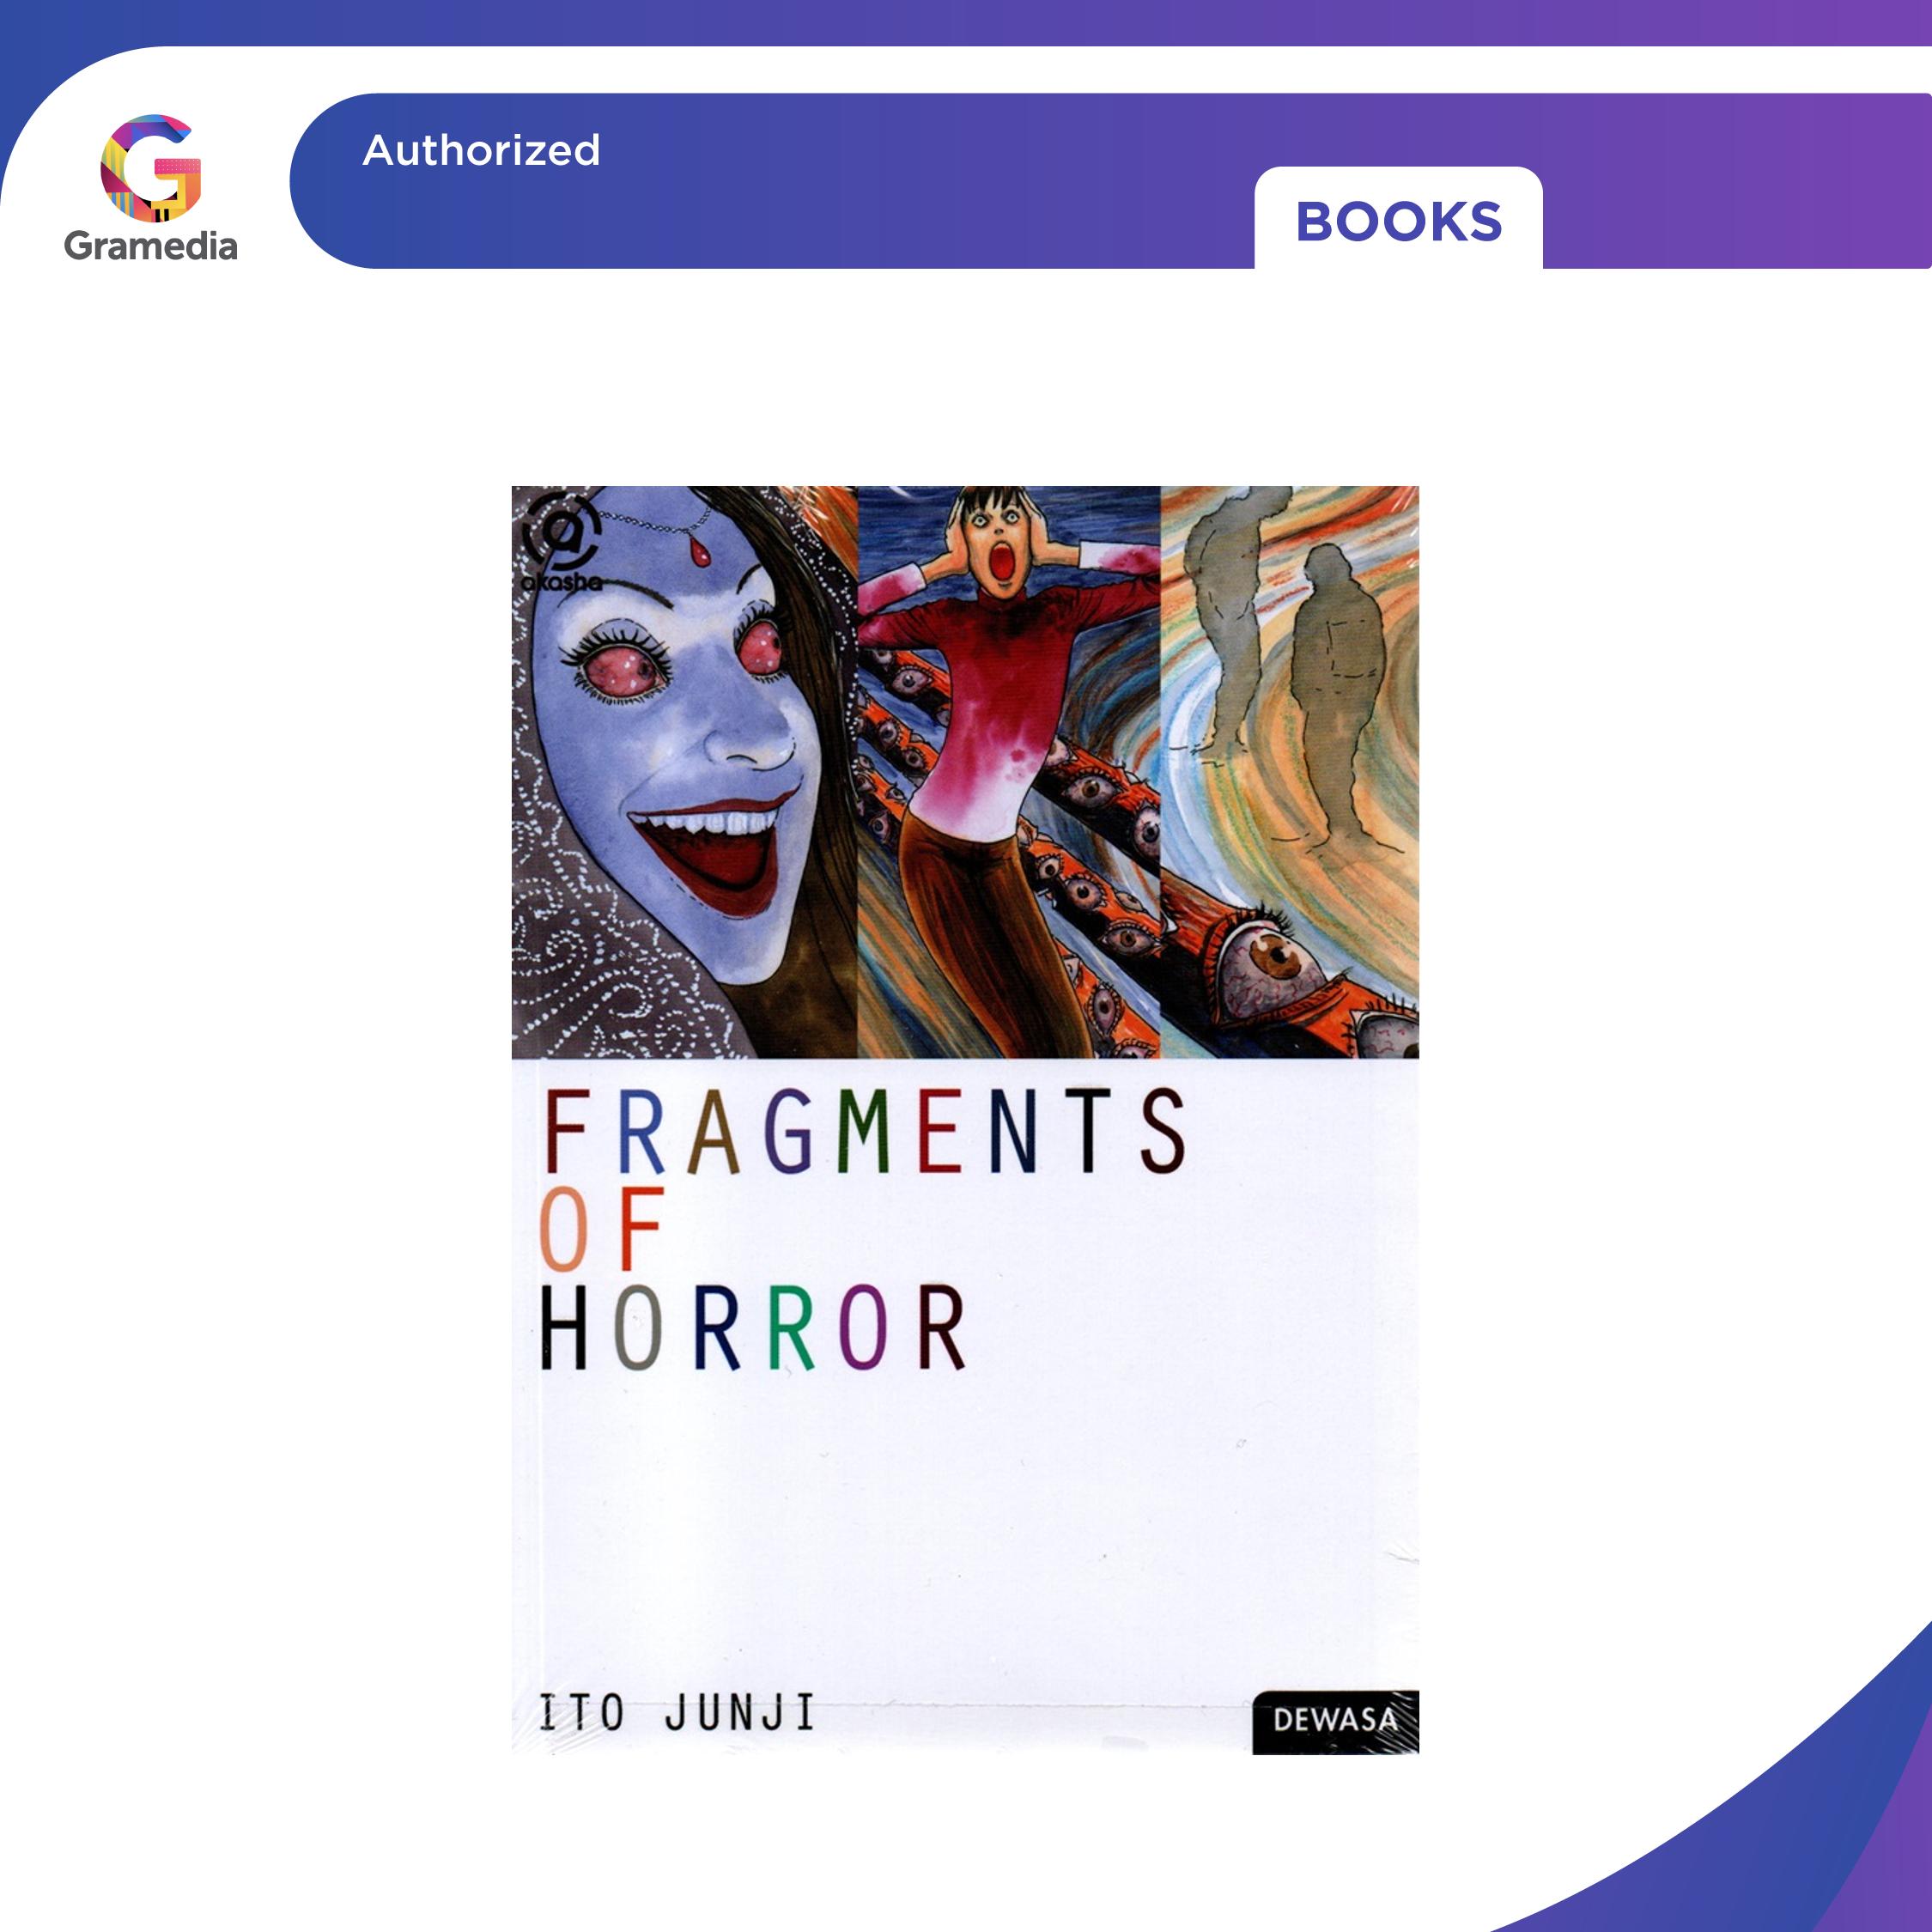 Gramedia
Authorized
BOOKS
akasha
FRAGMENTS
OF
HORROR
ITO JUNJI
DEWASA